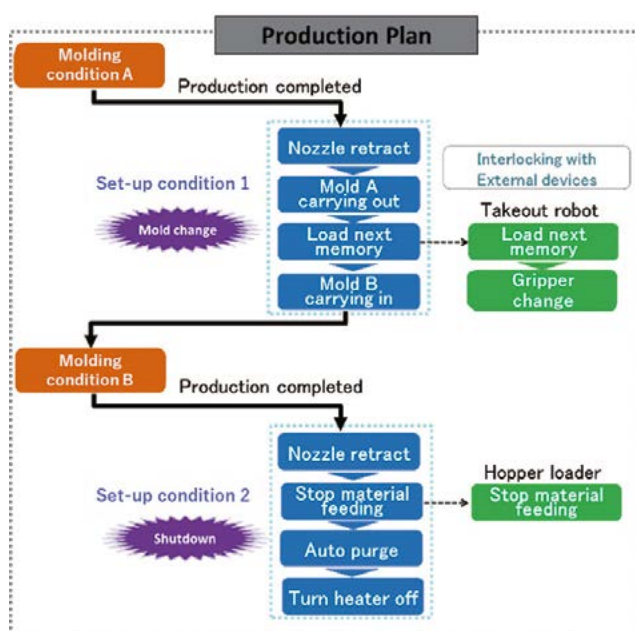 Production Plan
Molding
condition A
Production completed
Nozzle retract
Interlocking with
External devices
Set-up condition 1
Mold A
carrying out
Mold change
Takeout robot
Load next
memory
Load next
memory
Mold B
carrying in
Gripper
change
Molding
condition B
Production completed
Nozzle retract
Hopper loader
Set-up condition 2
Stop material
feeding
Stop material
feeding
Shutdown
Auto purge
Turn heater off